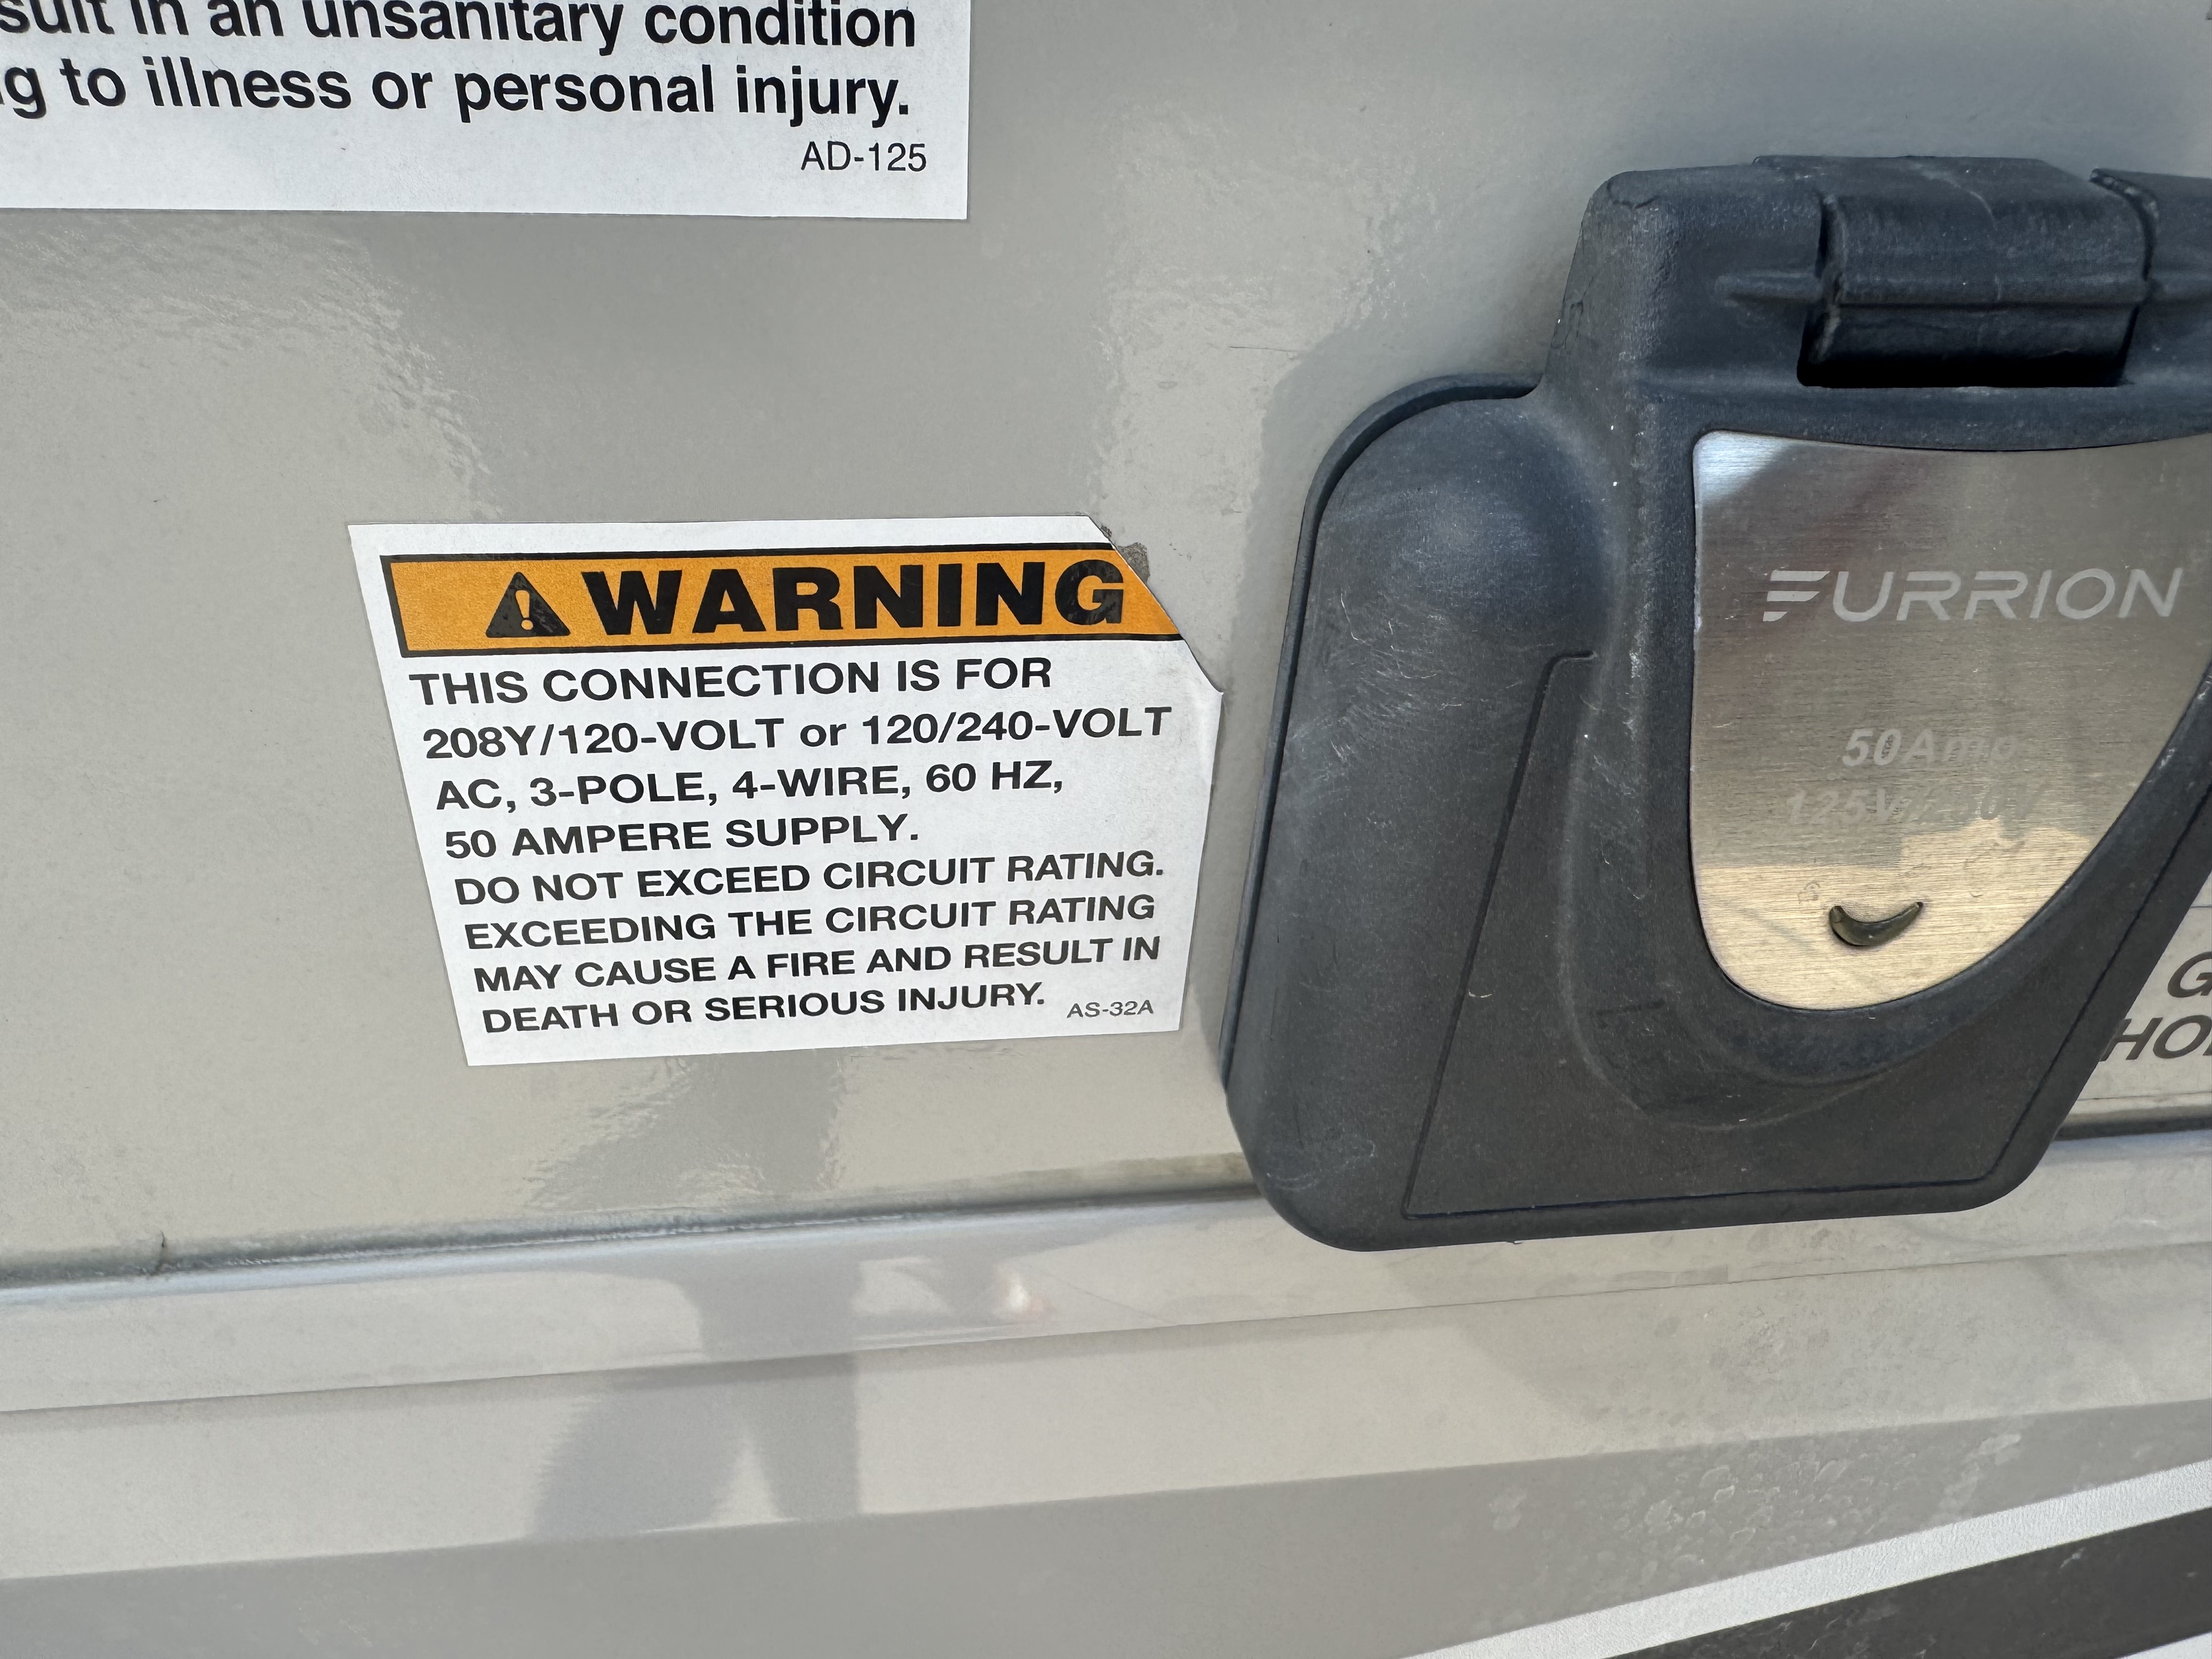 in an unsanitary condition
to illness or personal injury.
AD-125
WARNING
THIS CONNECTION IS FOR
208Y/120-VOLT or 120/240-VOLT
AC, 3-POLE, 4-WIRE, 60 HZ,
50 AMPERE SUPPLY.
DO NOT EXCEED CIRCUIT RATING.
EXCEEDING THE CIRCUIT RATING
MAY CAUSE A FIRE AND RESULT IN
DEATH OR SERIOUS INJURY. AS-32A
FURRION
50Amp